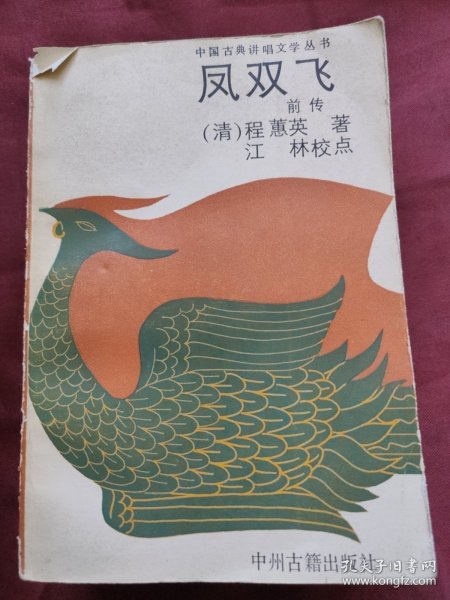 中国古典讲唱文学丛书
凤双飞
前传
(清)程蕙英 著
江 林校点
中州古籍出版社
孔夫子旧书网
www.kongfz.com